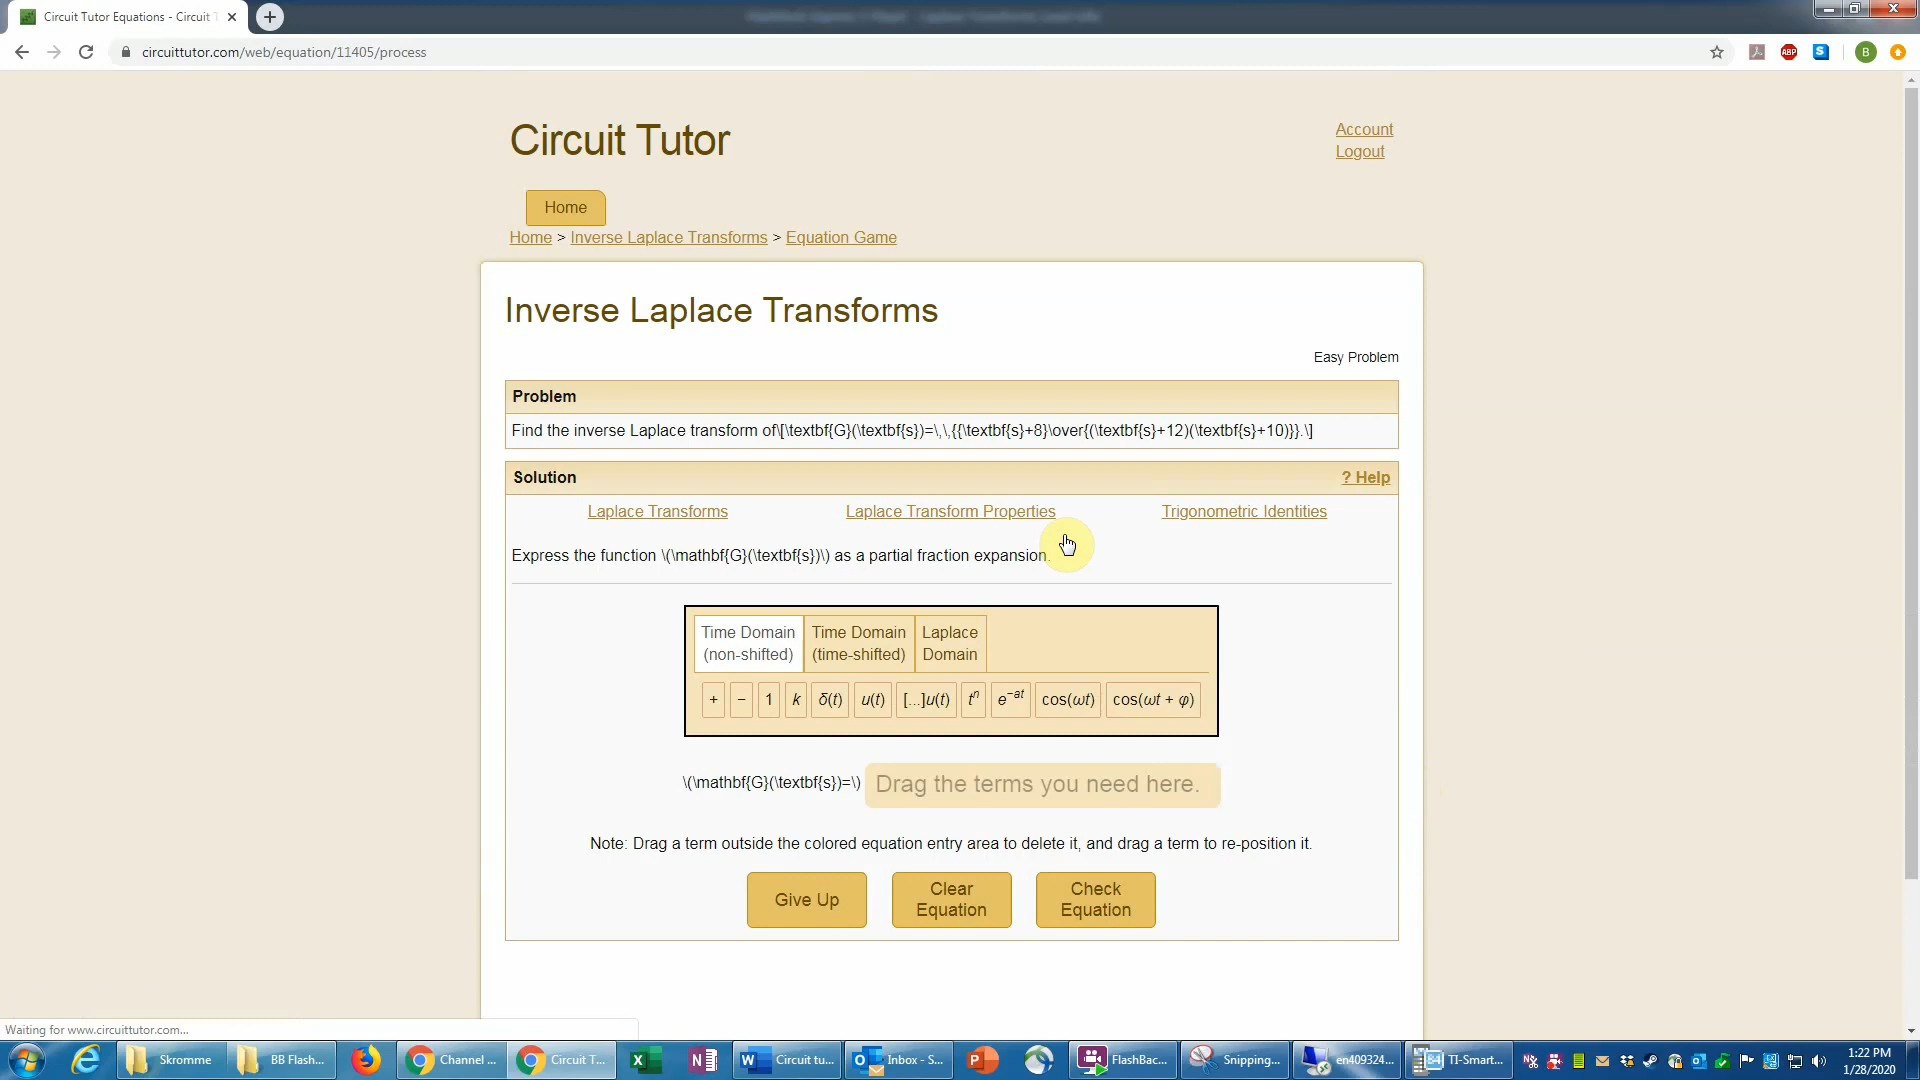 Circuit Tutor Equations - Circuit T
circuittutor.com/web/equation/11405/process
ABP
S
B
Circuit Tutor
Account
Logout
Home
Home > Inverse Laplace Transforms > Equation Game
Inverse Laplace Transforms
Easy Problem
Problem
Find the inverse Laplace transform of\[\textbf{G}(\textbf{s})=\,\,{{\textbf{s}+8}\over{(\textbf{s}+12)(\textbf{s}+10)}}.\]
Solution
? Help
Laplace Transforms
Laplace Transform Properties
Trigonometric Identities
Express the function \(\mathbf{G}(\textbf{s})\) as a partial fraction expansion.
Time Domain
(non-shifted)
Time Domain
(time-shifted)
Laplace
Domain
+ − 1 k δ(t) u(t) [...]u(t) tⁿ e⁻ᵃᵗ cos(ωt) cos(ωt + φ)
\(\mathbf{G}(\textbf{s})=\) Drag the terms you need here.
Note: Drag a term outside the colored equation entry area to delete it, and drag a term to re-position it.
Give Up
Clear
Equation
Check
Equation
Waiting for www.circuittutor.com...
Skromme
BB Flash...
Channel ...
Circuit T...
Circuit tu...
Inbox - S...
FlashBac...
Snipping...
en409324...
TI-Smart...
1:22 PM
1/28/2020